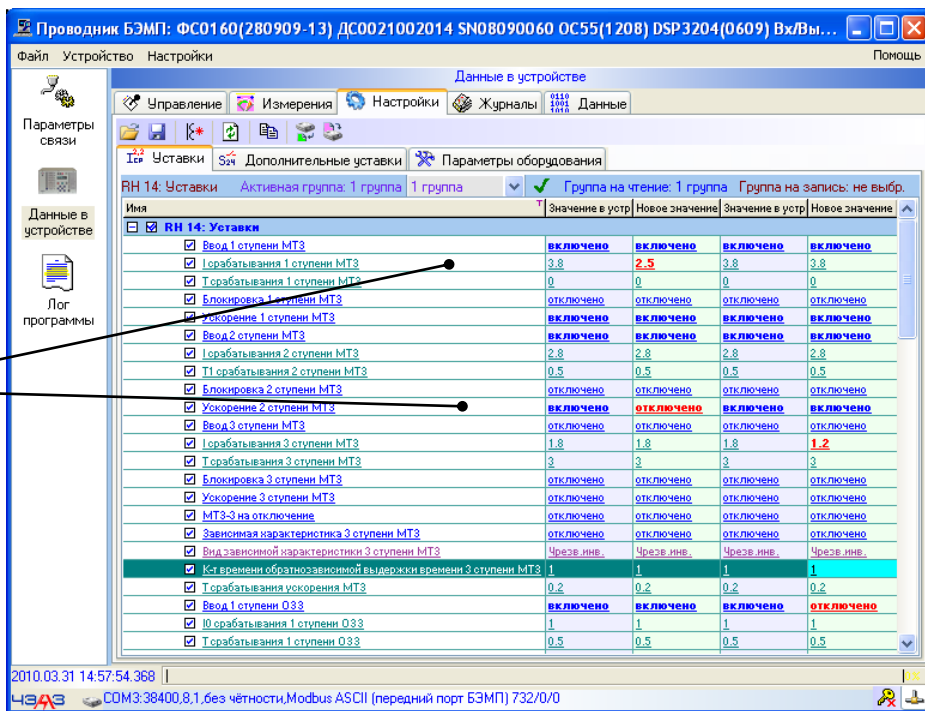 Проводник БЭМП: ФС0160(280909-13) ДС0021002014 SN08090060 ОС55(1208) DSP3204(0609) Вх/Вы...
Файл Устройство Настройки Помощь
Данные в устройстве
Управление Измерения Настройки Журналы Данные
Параметры связи
Данные в устройстве
Лог программы
Уставки Дополнительные уставки Параметры оборудования
RH 14: Уставки Активная группа: 1 группа 1 группа Группа на чтение: 1 группа Группа на запись: не выбр.
Имя Значение в устр Новое значение Значение в устр Новое значение
RH 14: Уставки
Ввод 1 ступени МТЗ включено включено включено включено
I срабатывания 1 ступени МТЗ 3.8 2.5 3.8 3.8
T срабатывания 1 ступени МТЗ 0 0 0 0
Блокировка 1 ступени МТЗ отключено отключено отключено отключено
Ускорение 1 ступени МТЗ включено включено включено включено
Ввод 2 ступени МТЗ включено включено включено включено
I срабатывания 2 ступени МТЗ 2.8 2.8 2.8 2.8
T1 срабатывания 2 ступени МТЗ 0.5 0.5 0.5 0.5
Блокировка 2 ступени МТЗ отключено отключено отключено отключено
Ускорение 2 ступени МТЗ включено отключено включено включено
Ввод 3 ступени МТЗ отключено отключено отключено отключено
I срабатывания 3 ступени МТЗ 1.8 1.8 1.8 1.2
T срабатывания 3 ступени МТЗ 3 3 3 3
Блокировка 3 ступени МТЗ отключено отключено отключено отключено
Ускорение 3 ступени МТЗ отключено отключено отключено отключено
МТЗ-3 на отключение отключено отключено отключено отключено
Зависимая характеристика 3 ступени МТЗ отключено отключено отключено отключено
Вид зависимой характеристики 3 ступени МТЗ Чрезв.инв. Чрезв.инв. Чрезв.инв. Чрезв.инв.
К-т времени обратнозависимой выдержки времени 3 ступени МТЗ 1 1 1 1
T срабатывания ускорения МТЗ 0.2 0.2 0.2 0.2
Ввод 1 ступени ОЗЗ включено включено включено отключено
I0 срабатывания 1 ступени ОЗЗ 1 1 1 1
T срабатывания 1 ступени ОЗЗ 0.5 0.5 0.5 0.5
2010.03.31 14:57:54.368
ЧЭАЗ COM3:38400,8,1,без чётности,Modbus ASCII (передний порт БЭМП) 732/0/0